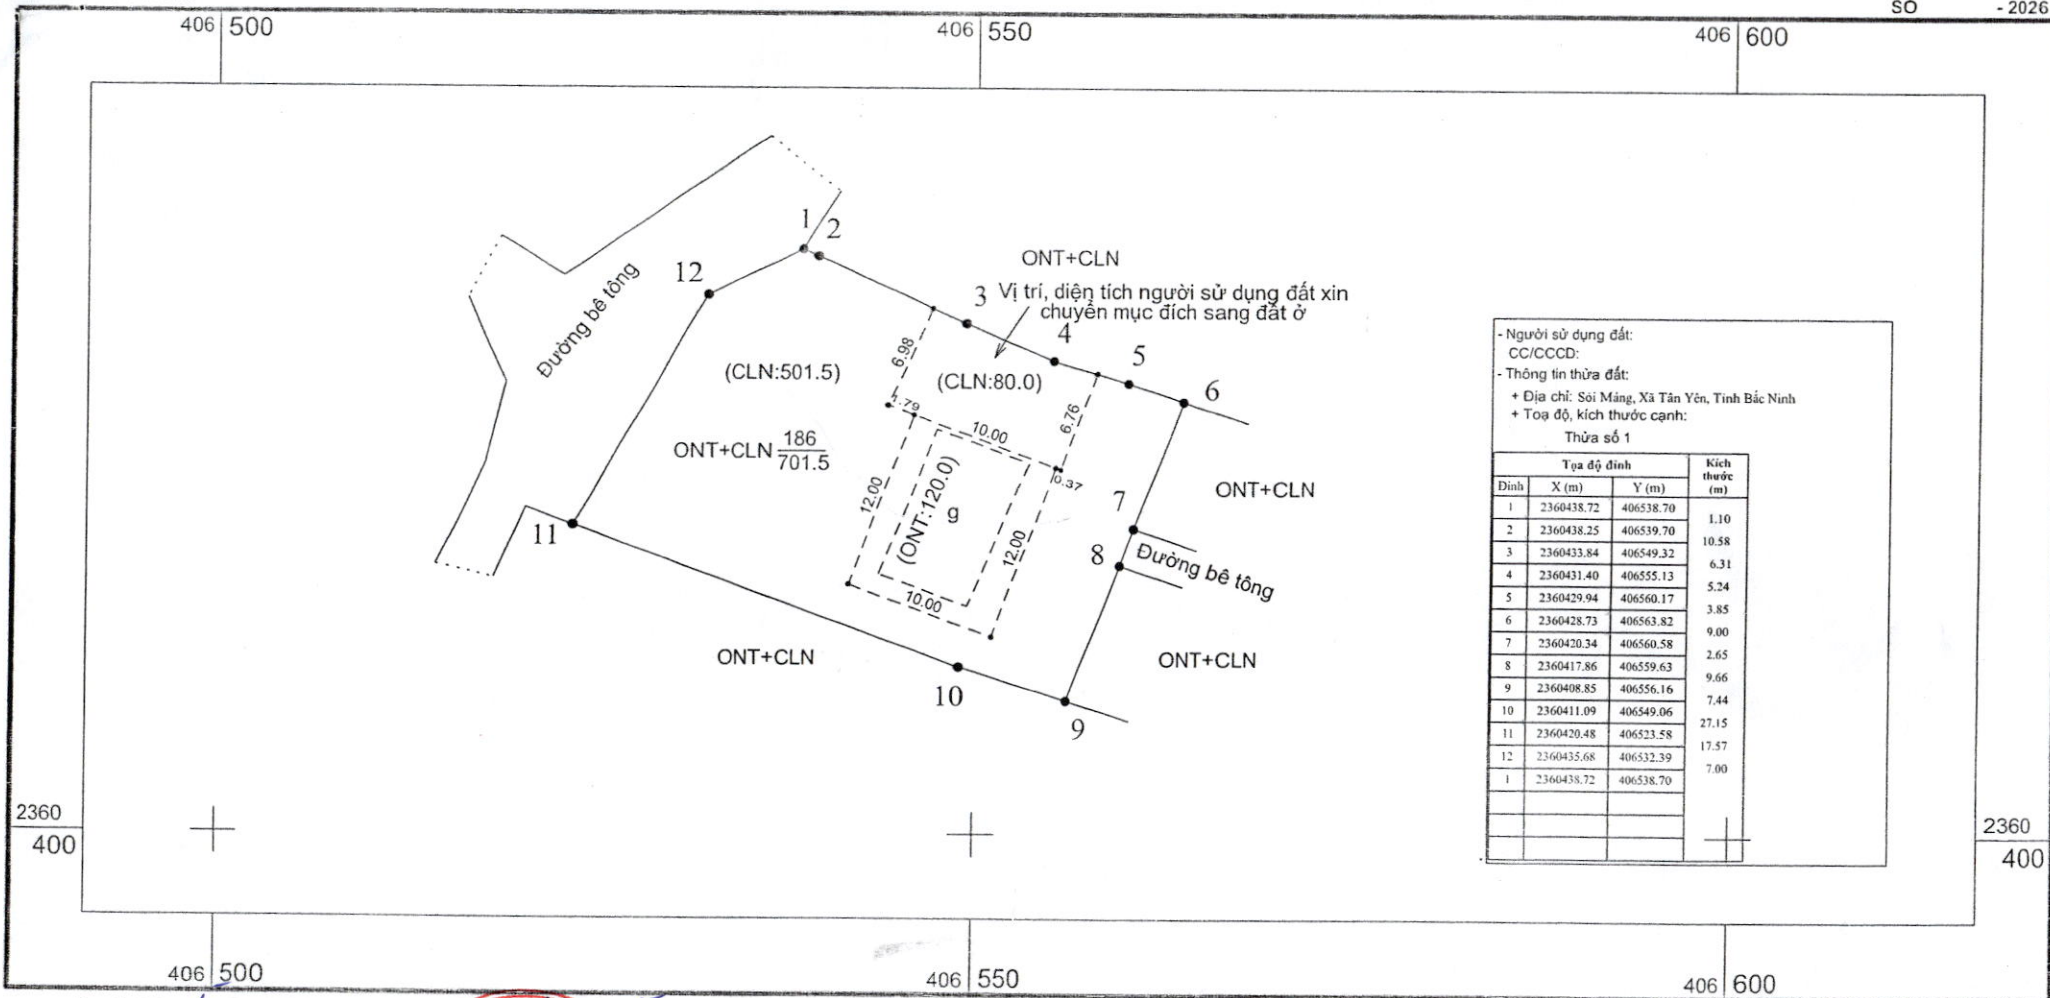 SO - 2026
406 500 406 550 406 600
1
2
12
ONT+CLN
3
Vị trí, diện tích người sử dụng đất xin
chuyển mục đích sang đất ở
4
5
6
Đường bê tông
6.98
(CLN:501.5)
(CLN:80.0)
1.79
10.00
6.76
ONT+CLN 186
701.5
0.37
ONT+CLN
12.00
(ONT:120.0)
g
12.00
7
11
8
Đường bê tông
10.00
ONT+CLN
ONT+CLN
10
9
- Người sử dụng đất:
CC/CCCD:
- Thông tin thửa đất:
+ Địa chỉ: Sỏi Mảng, Xã Tân Yên, Tỉnh Bắc Ninh
+ Toạ độ, kích thước cạnh:
Thửa số 1
Tọa độ đỉnh Kích thước (m)
Đỉnh X (m) Y (m)
1 2360438.72 406538.70
1.10
2 2360438.25 406539.70
10.58
3 2360433.84 406549.32
6.31
4 2360431.40 406555.13
5.24
5 2360429.94 406560.17
3.85
6 2360428.73 406563.82
9.00
7 2360420.34 406560.58
2.65
8 2360417.86 406559.63
9.66
9 2360408.85 406556.16
7.44
10 2360411.09 406549.06
27.15
11 2360420.48 406523.58
17.57
12 2360435.68 406532.39
7.00
1 2360438.72 406538.70
2360 2360
400 400
406 500 406 550 406 600